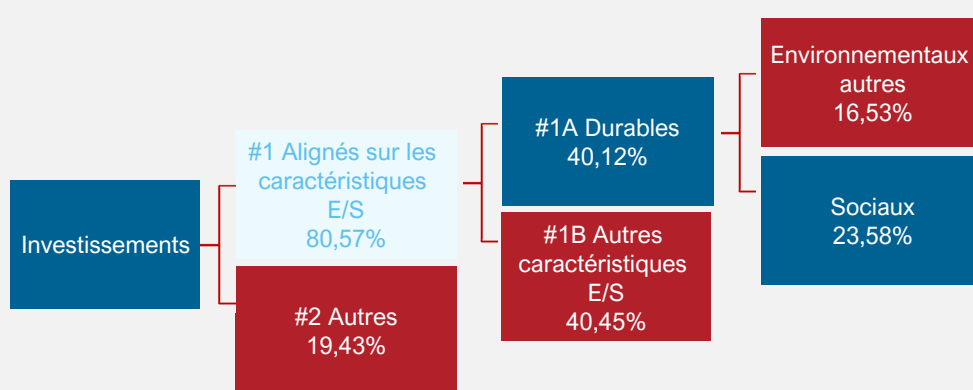 Investissements
#1 Alignés sur les
caractéristiques
E/S
80,57%
#2 Autres
19,43%
#1A Durables
40,12%
#1B Autres
caractéristiques
E/S
40,45%
Environnementaux
autres
16,53%
Sociaux
23,58%